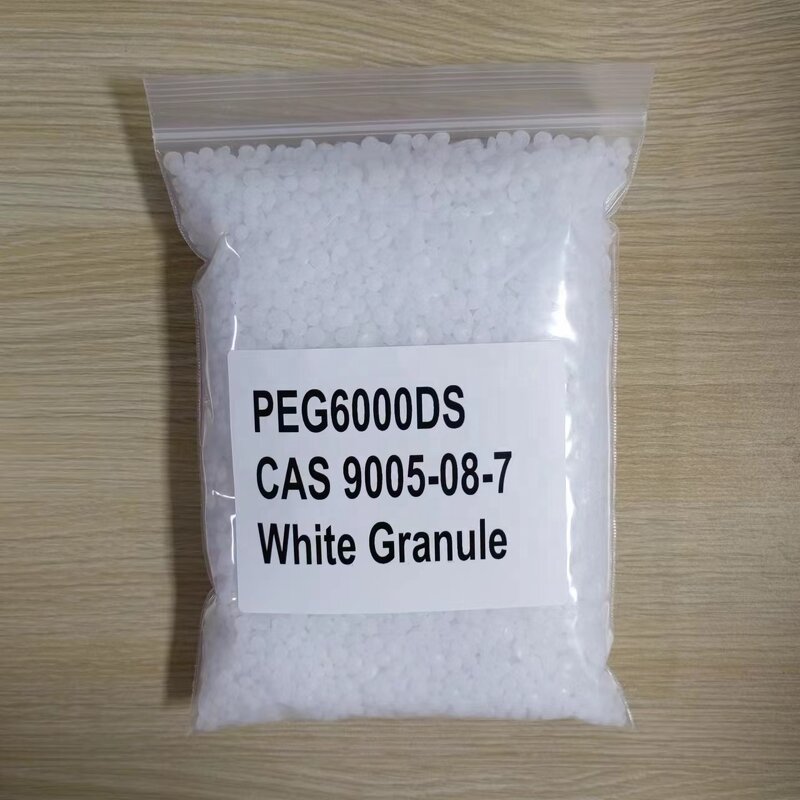 PEG6000DS
CAS 9005-08-7
White Granule